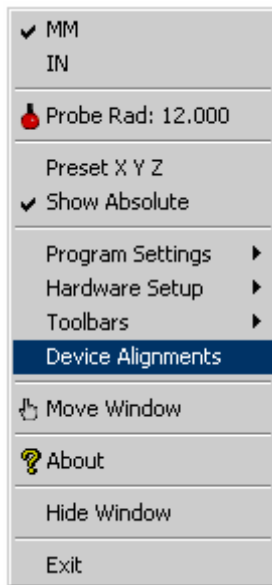 MM
IN
Probe Rad: 12.000
Preset X Y Z
Show Absolute
Program Settings
Hardware Setup
Toolbars
Device Alignments
Move Window
About
Hide Window
Exit